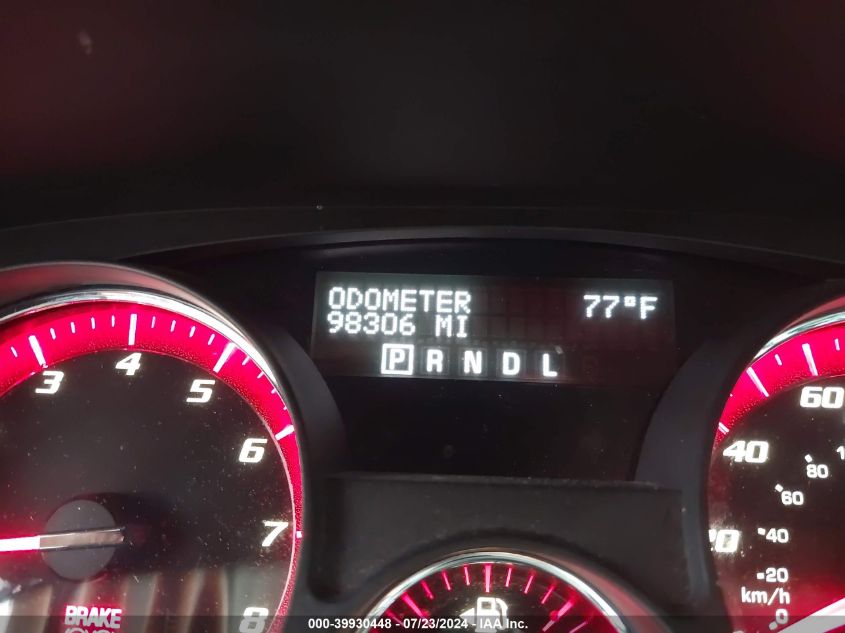 ODOMETER 77°F
98306 MI
P R N D L
3 4 5 6 7 8
BRAKE
40 60
60 80
40
20
km/h
0
000-39930448 - 07/23/2024 - IAA Inc.